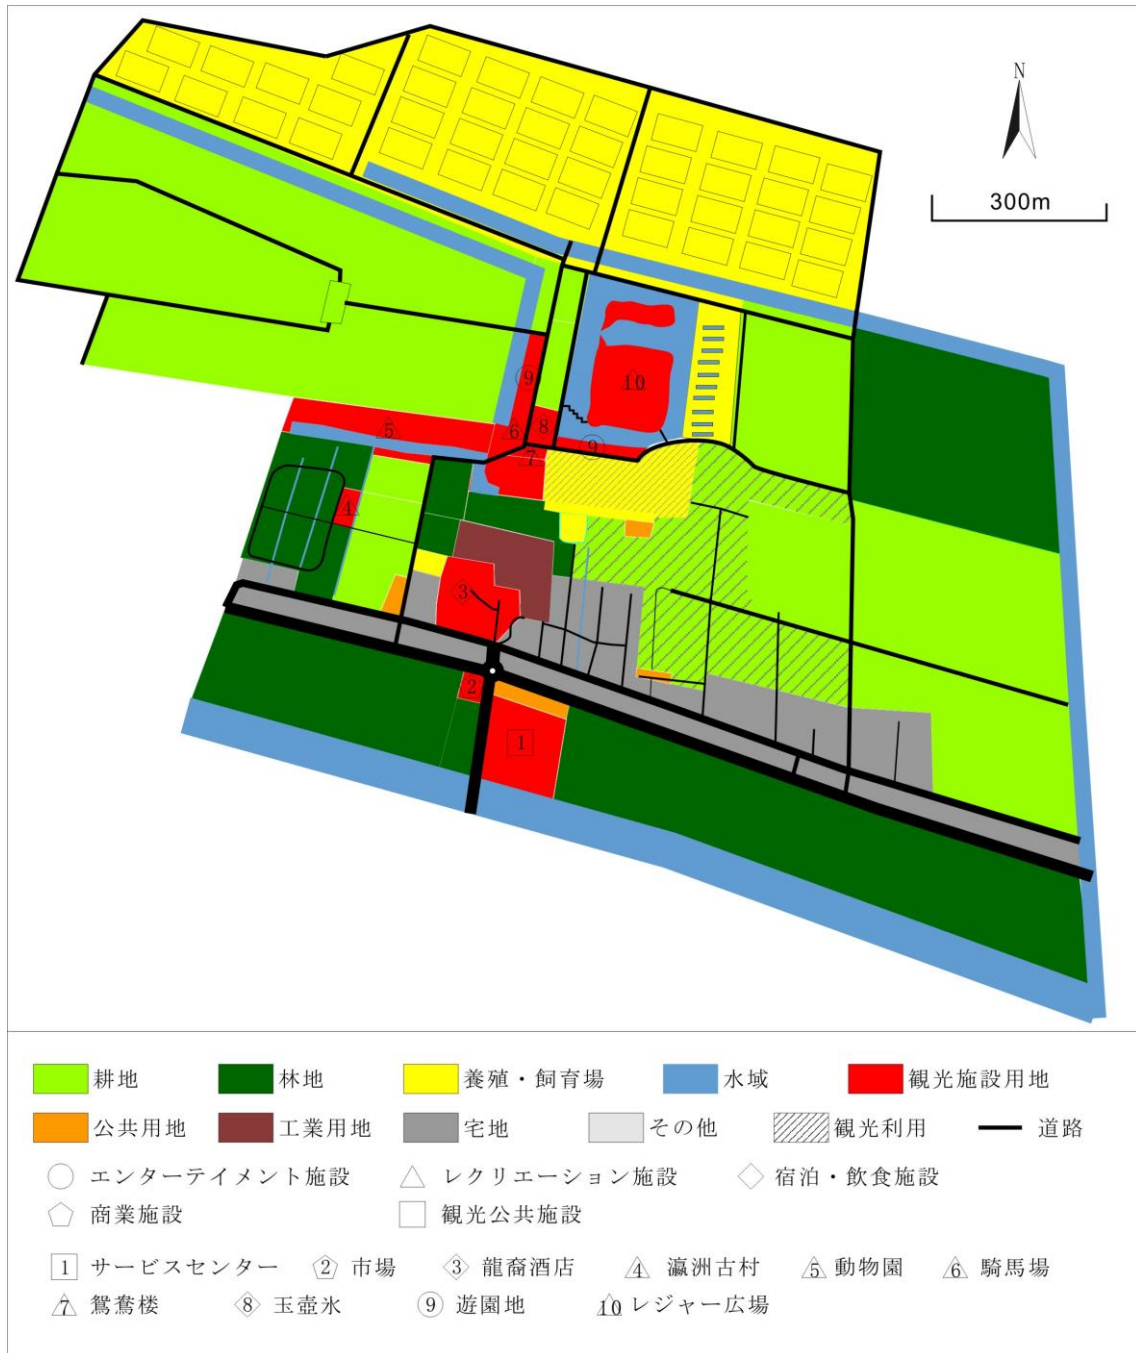 N
300m
9
10
8
9
5
6
7
4
3
2
1
耕地 林地 養殖・飼育場 水域 観光施設用地
公共用地 工業用地 宅地 その他 観光利用 道路
エンターテイメント施設 レクリエーション施設 宿泊・飲食施設
商業施設 観光公共施設
1 サービスセンター 2 市場 3 龍裔酒店 4 瀛洲古村 5 動物園 6 騎馬場
7 鴛鴦楼 8 玉壺氷 9 遊園地 10 レジャー広場